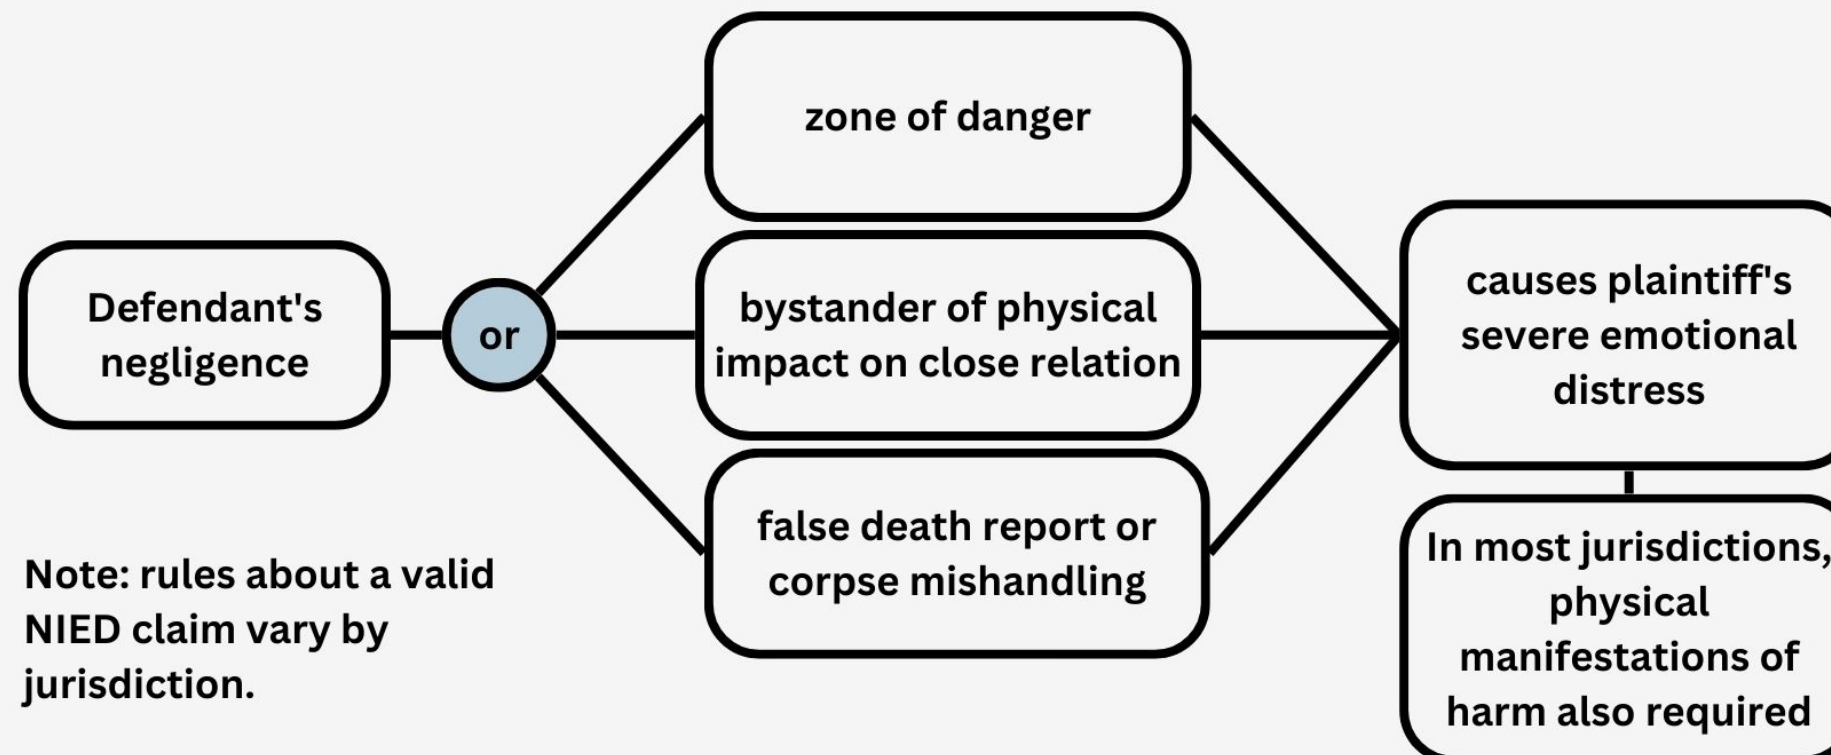 zone of danger
Defendant's
negligence
or
bystander of physical
impact on close relation
false death report or
corpse mishandling
causes plaintiff's
severe emotional
distress
In most jurisdictions,
physical
manifestations of
harm also required
Note: rules about a valid
NIED claim vary by
jurisdiction.